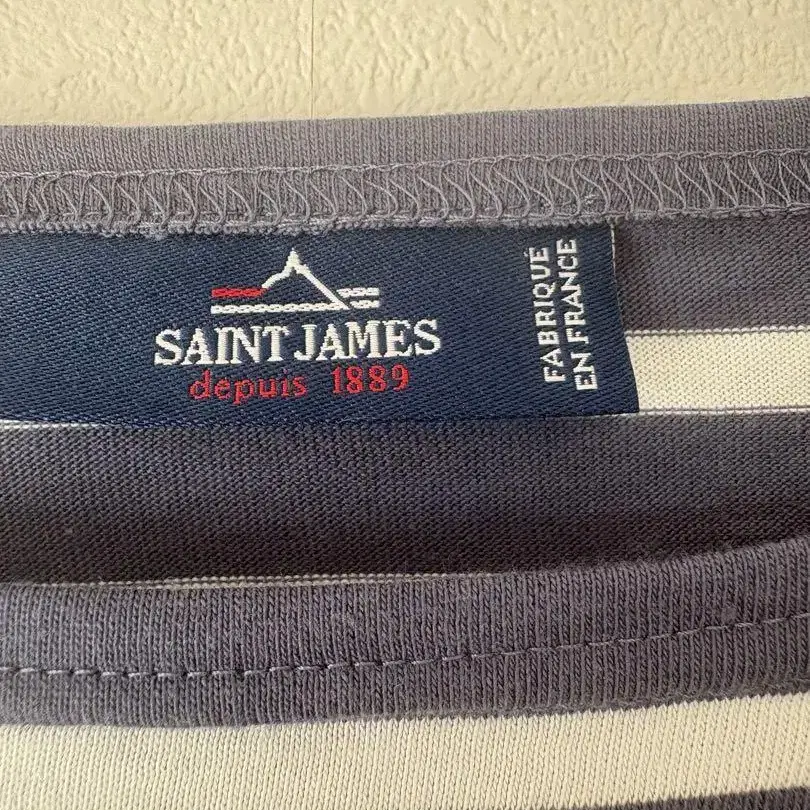 SAINT JAMES
depuis 1889
FABRIQUÉ
EN FRANCE